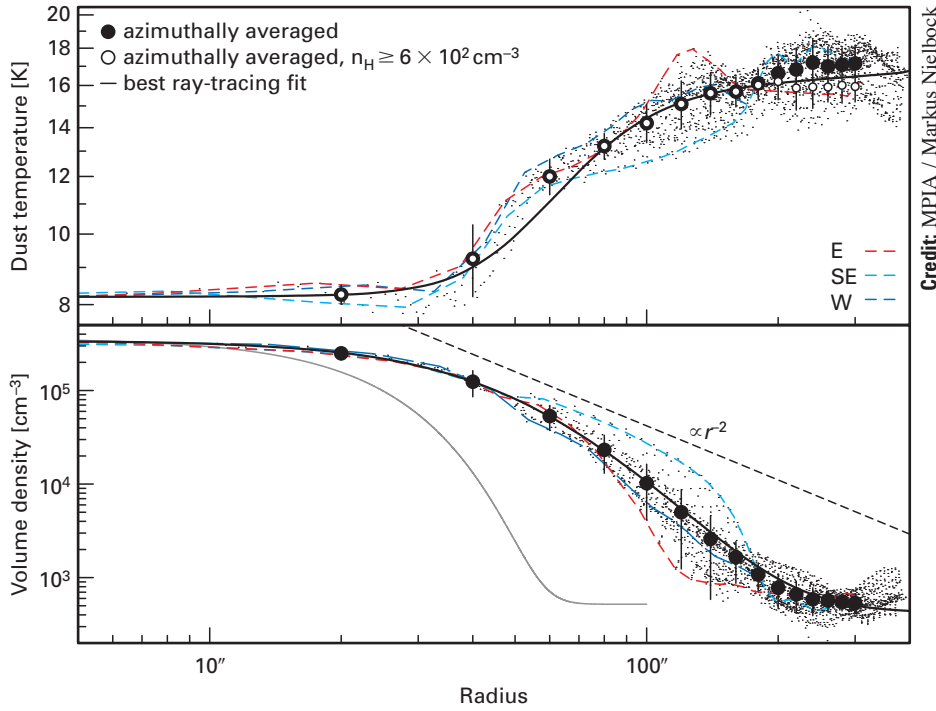 20
18
16
14
12
10
8
Dust temperature [K]
● azimuthally averaged
○ azimuthally averaged, n_H ≥ 6 × 10² cm⁻³
— best ray-tracing fit
E
SE
W
Credit: MPIA / Markus Nielbock
10⁵
10⁴
10³
Volume density [cm⁻³]
∝r⁻²
10″
100″
Radius